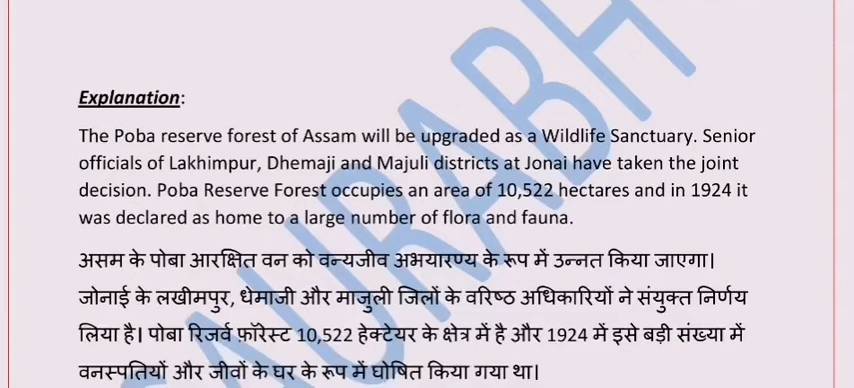 Explanation:
The Poba reserve forest of Assam will be upgraded as a Wildlife Sanctuary. Senior
officials of Lakhimpur, Dhemaji and Majuli districts at Jonai have taken the joint
decision. Poba Reserve Forest occupies an area of 10,522 hectares and in 1924 it
was declared as home to a large number of flora and fauna.
असम के पोबा आरक्षित वन को वन्यजीव अभयारण्य के रूप में उन्नत किया जाएगा|
जोनाई के लखीमपुर, धेमाजी और माजुली जिलों के वरिष्ठ अधिकारियों ने संयुक्त निर्णय
लिया है| पोबा रिजर्व फ़ॉरेस्ट 10,522 हेक्टेयर के क्षेत्र में है और 1924 में इसे बड़ी संख्या में
वनस्पतियों और जीवों के घर के रूप में घोषित किया गया था|
SAURABH